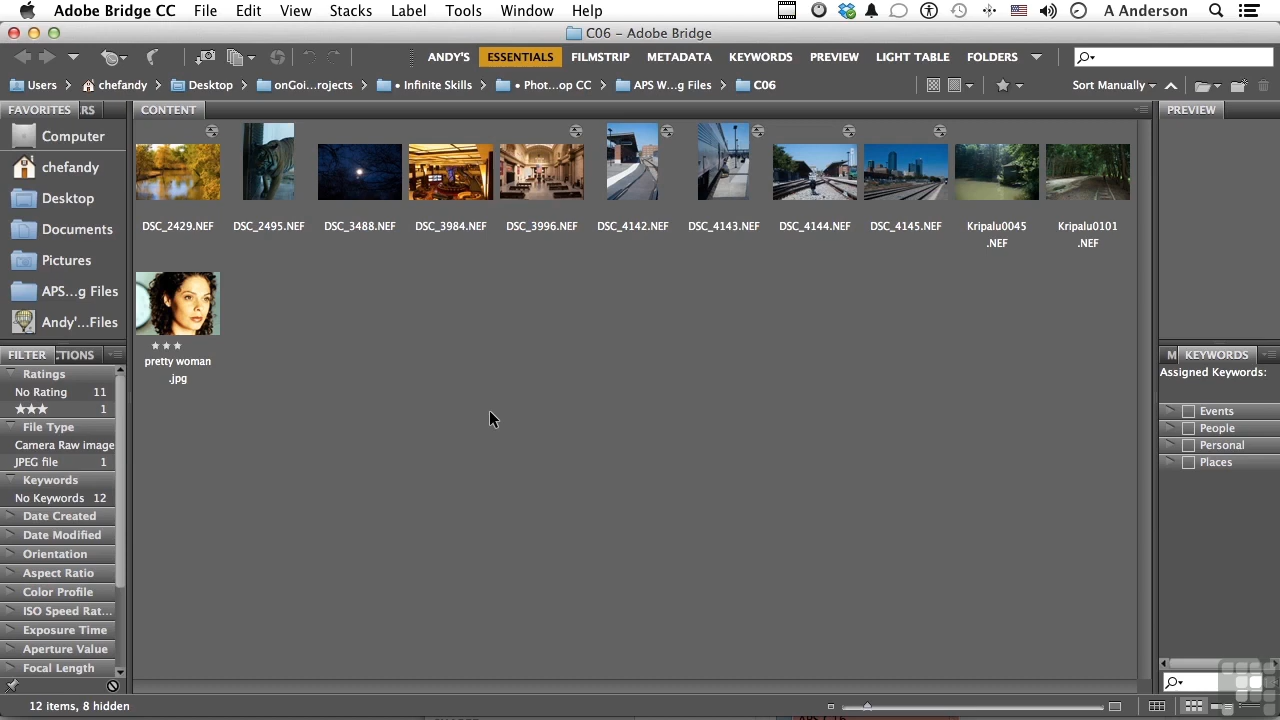 Adobe Bridge CC File Edit View Stacks Label Tools Window Help A Anderson
C06 – Adobe Bridge
ANDY'S ESSENTIALS FILMSTRIP METADATA KEYWORDS PREVIEW LIGHT TABLE FOLDERS
Users chefandy Desktop onGoi...rojects • Infinite Skills • Phot...op CC APS W...g Files C06 Sort Manually
FAVORITES RS CONTENT PREVIEW
Computer
chefandy
Desktop
Documents
Pictures
APS...g Files
Andy'...Files
DSC_2429.NEF DSC_2495.NEF DSC_3488.NEF DSC_3984.NEF DSC_3996.NEF DSC_4142.NEF DSC_4143.NEF DSC_4144.NEF DSC_4145.NEF Kripalu0045 Kripalu0101
.NEF .NEF
pretty woman
.jpg
FILTER CTIONS
Ratings
No Rating 11
★★★ 1
File Type
Camera Raw image
JPEG file 1
Keywords
No Keywords 12
Date Created
Date Modified
Orientation
Aspect Ratio
Color Profile
ISO Speed Rat...
Exposure Time
Aperture Value
Focal Length
M KEYWORDS
Assigned Keywords:
Events
People
Personal
Places
12 items, 8 hidden